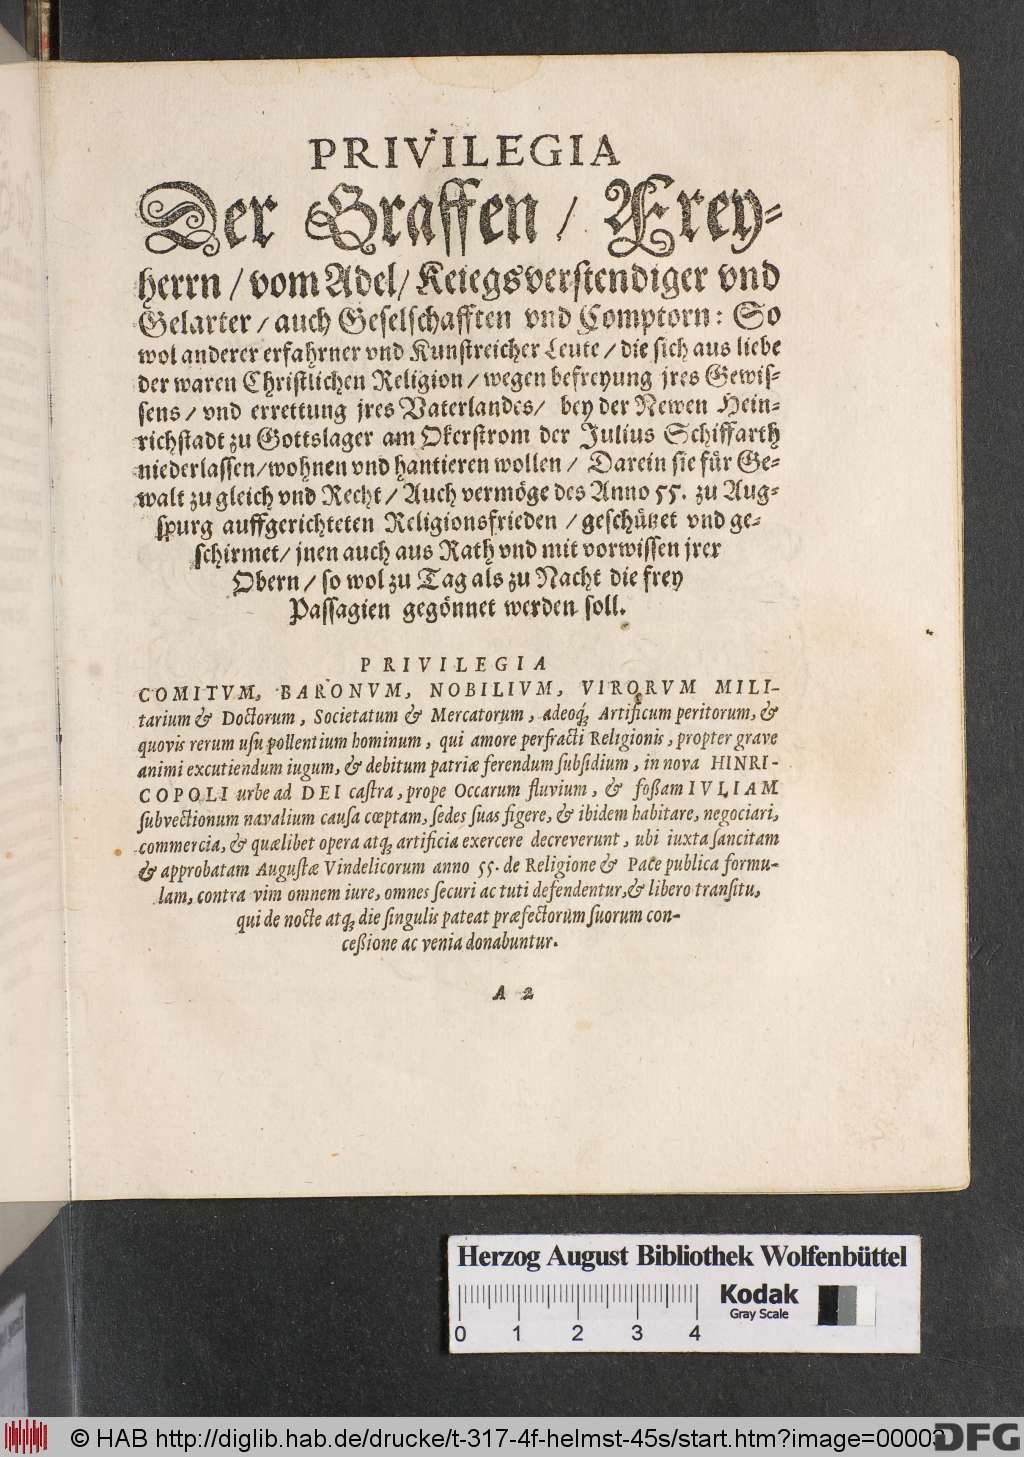 PRIVILEGIA
Der Graffen / Frey-
herrn / vom Adel / Keiegsverstendiger vnd
Gelarter / auch Geselschafften vnd Comptorn: So
wol anderer erfahrner vnd Kunstreicher Leute / die sich aus liebe
der waren Christlichen Religion / wegen befreyung jres Gewis-
sens / vnd errettung jres Vaterlandes / bey der Newen Hein-
richstadt zu Gottslager am Okerstrom der Julius Schiffarth
niederlassen / wohnen vnd hantieren wollen / Darein sie für Ge-
walt zu gleich vnd Recht / Auch vermöge des Anno 55. zu Aug-
spurg auffgerichteten Religionsfrieden / geschützet vnd ge-
schirmet / jnen auch aus Rath vnd mit vorwissen jrer
Obern / so wol zu Tag als zu Nacht die frey
Passagien gegönnet werden soll.
PRIVILEGIA
COMITVM, BARONVM, NOBILIVM, VIRORVM MILI-
tarium & Doctorum, Societatum & Mercatorum, adeoq́; Artificum peritorum, &
quovis rerum usu pollentium hominum, qui amore perfracti Religionis, propter grave
animi excutiendum iugum, & debitum patriæ ferendum subsidium, in nova HINRI-
COPOLI urbe ad DEI castra, prope Occarum fluvium, & foßam IVLIAM
subvectionum navalium causa cœptam, sedes suas figere, & ibidem habitare, negociari,
commercia, & quælibet opera atq; artificia exercere decreverunt, ubi iuxta sancitam
& approbatam Augustæ Vindelicorum anno 55. de Religione & Pace publica formu-
lam, contra vim omnem iure, omnes securi ac tuti defendentur, & libero transitu,
qui de nocte atq; die singulis pateat præfectorum suorum con-
ceßione ac venia donabuntur.
A 2
Herzog August Bibliothek Wolfenbüttel
Kodak
Gray Scale
0 1 2 3 4
© HAB http://diglib.hab.de/drucke/t-317-4f-helmst-45s/start.htm?image=00003
DFG